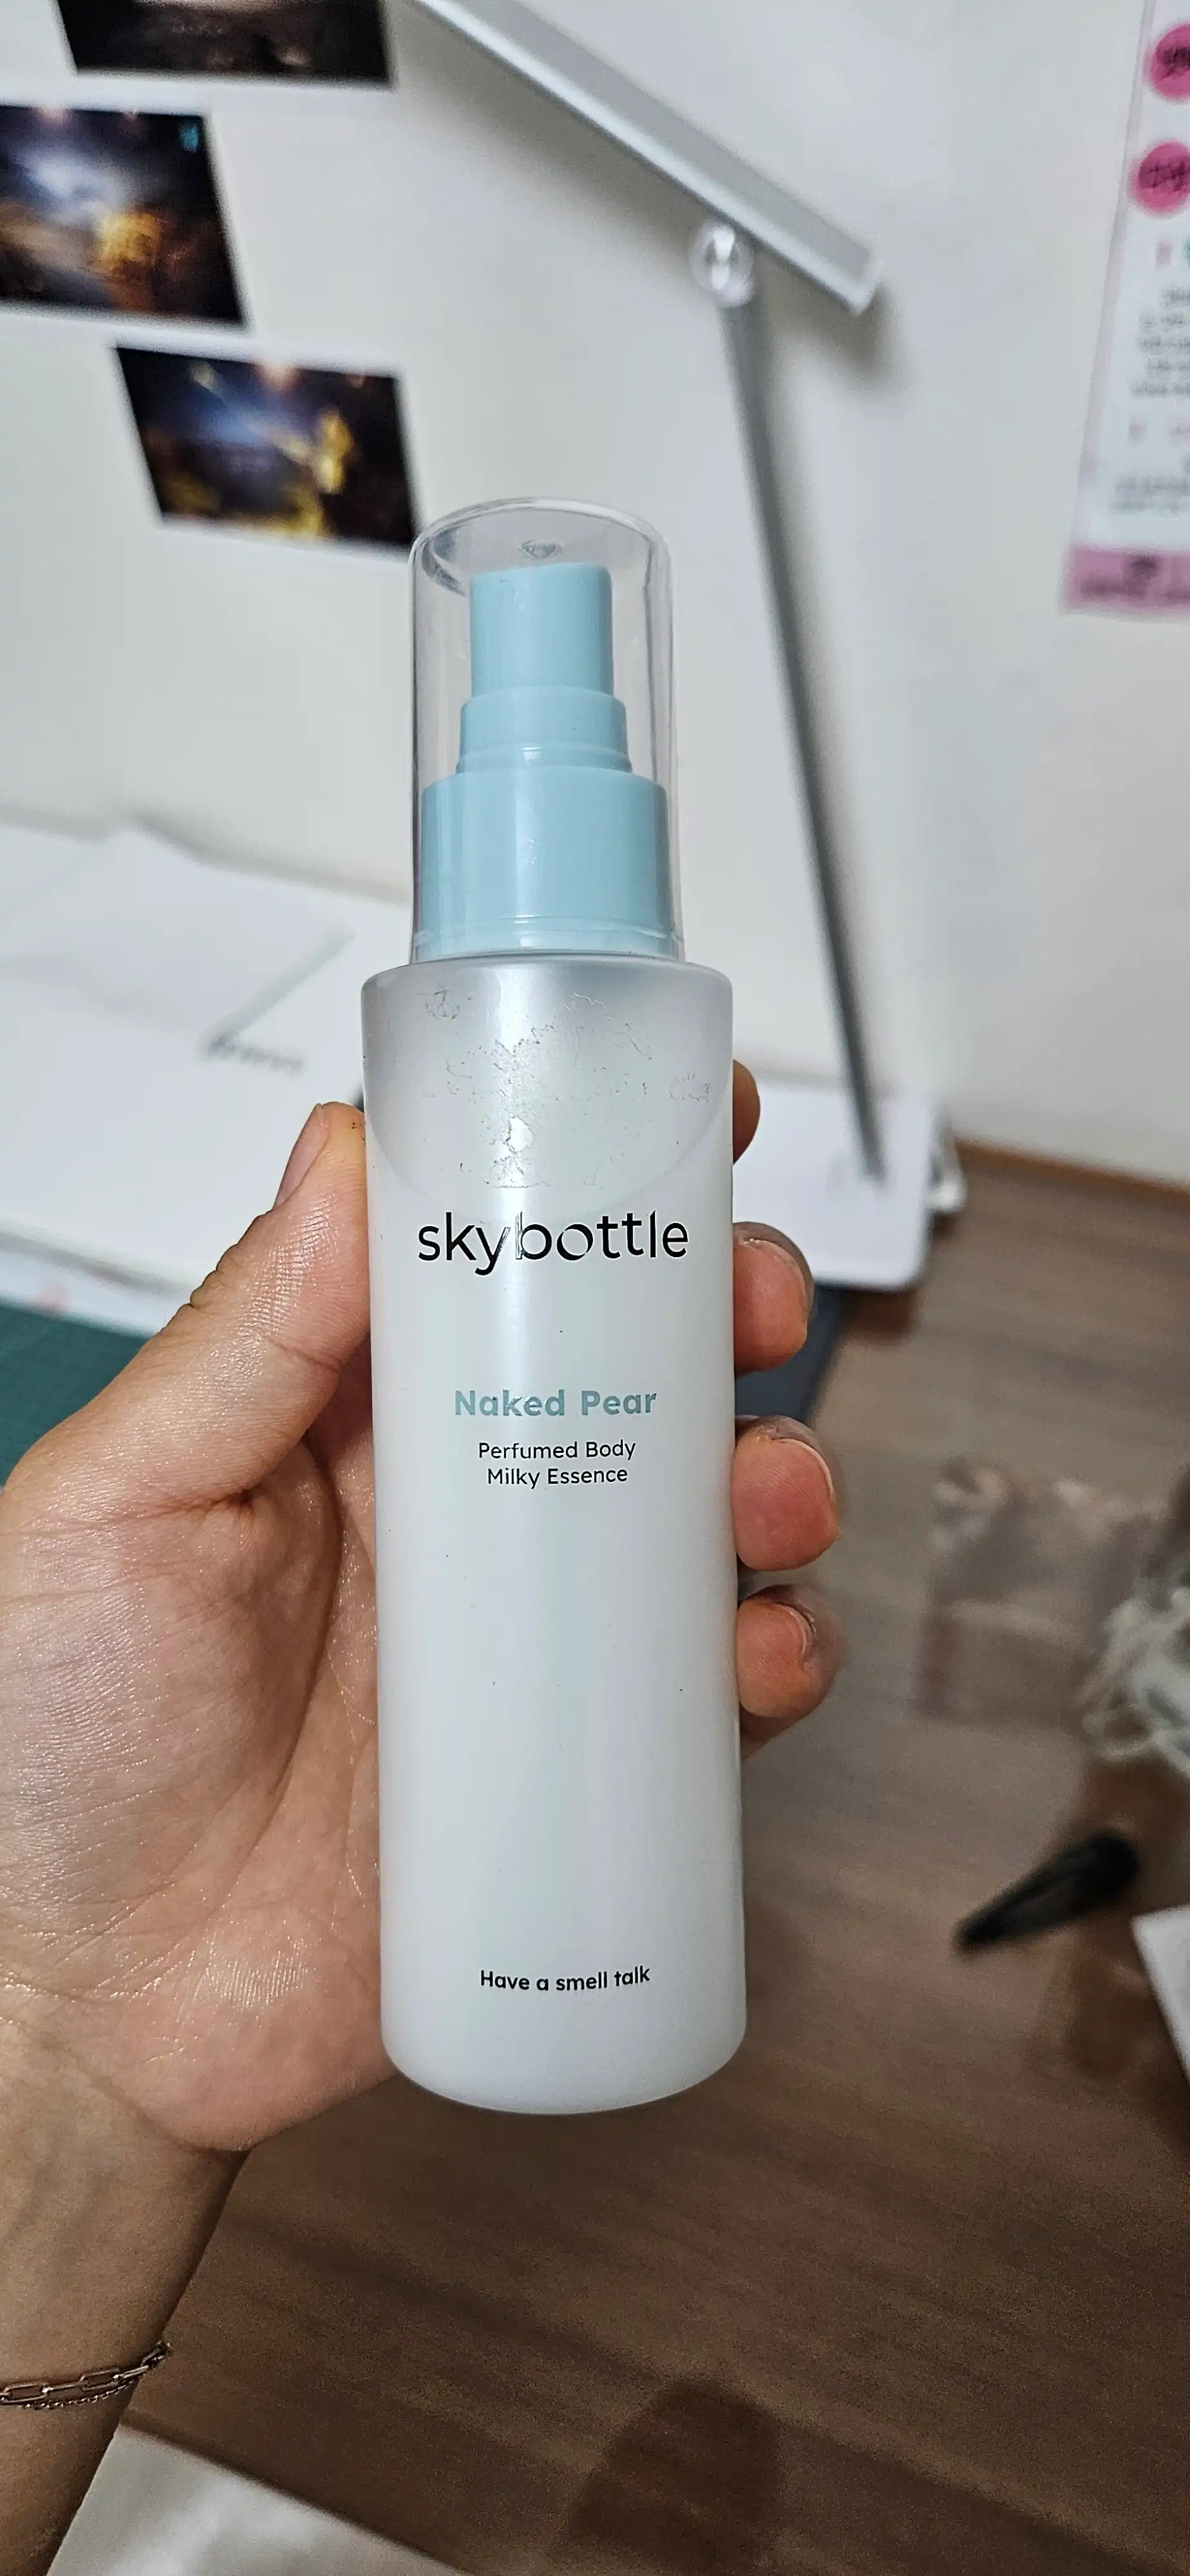 skybottle
Naked Pear
Perfumed Body
Milky Essence
Have a smell talk